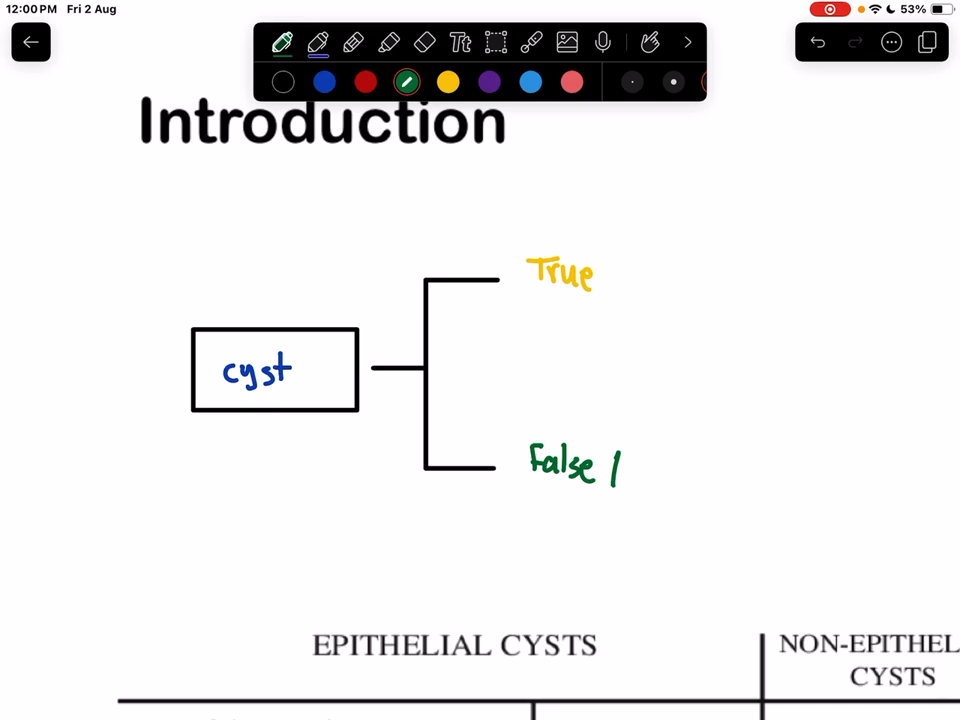 12:00 PM Fri 2 Aug 53%
Tt
Introduction
True
cyst
False /
EPITHELIAL CYSTS
NON-EPITHEL
CYSTS